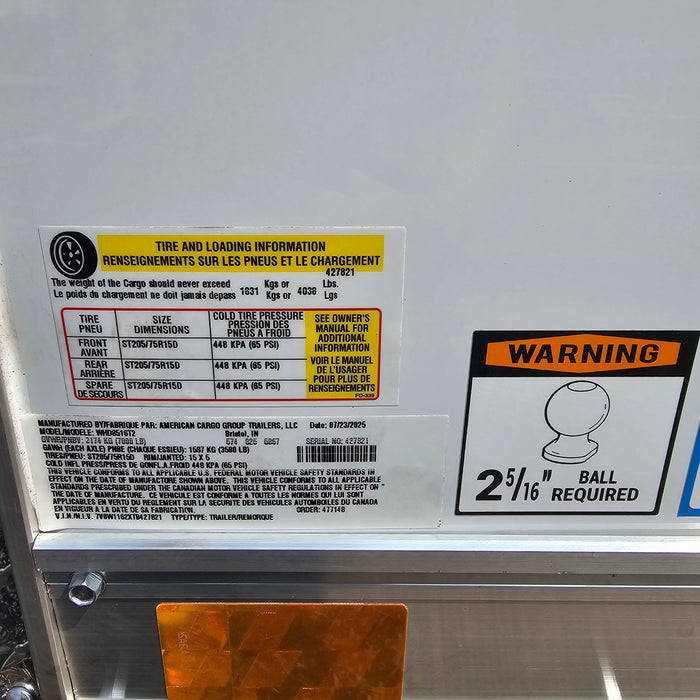 TIRE AND LOADING INFORMATION
RENSEIGNEMENTS SUR LES PNEUS ET LE CHARGEMENT
427821
The weight of the Cargo should never exceed 1831 Kgs or 4038 Lbs.
Le poids du chargement ne doit jamais depass Kg or Lgs
TIRE PNEU SIZE DIMENSIONS COLD TIRE PRESSURE PRESSION DES PNEUS À FROID
FRONT AVANT ST205/75R15D 448 KPA (65 PSI)
REAR ARRIÈRE ST205/75R15D 448 KPA (65 PSI)
SPARE DE SECOURS ST205/75R15D 448 KPA (65 PSI)
SEE OWNER'S
MANUAL FOR
ADDITIONAL
INFORMATION
VOIR LE MANUEL
DE L'USAGER
POUR PLUS DE
RENSEIGNEMENTS
FD-339
MANUFACTURED BY/FABRIQUE PAR: AMERICAN CARGO GROUP TRAILERS, LLC Date: 07/23/2025
MODEL/MODELE: WHD8516T2 Bristol, IN
GVWR/PNBV: 3174 KG (7000 LB) 574 SERIAL NO: 427821
GAWR (EACH AXLE) PNBE (CHAQUE ESSIEU): 1587 KG (3500 LB)
TIRES/PNEU: ST205/75R15D RIM/JANTED: 15 X 5
COLD INFL PRESS/PRESS DE GONFL A FROID 448 KPA (65 PSI)
THIS VEHICLE CONFORMS TO ALL APPLICABLE U.S. FEDERAL MOTOR VEHICLE SAFETY STANDARDS IN
EFFECT ON THE DATE OF MANUFACTURE SHOWN ABOVE. THIS VEHICLE CONFORMS TO ALL APPLICABLE
STANDARDS PRESCRIBED UNDER THE CANADIAN MOTOR VEHICLE SAFETY REGULATIONS IN EFFECT ON
THE DATE OF MANUFACTURE. CE VEHICULE EST CONFORME A TOUTES LES NORMES QUI LUI SONT
APPLICABLES EN VERTU DU REGLEMENT SUR LA SECURITE DES VEHICULES AUTOMOBILES DU CANADA
EN VIGUEUR A LA DATE DE SA FABRICATION. ORDER: 477148
V.I.N./N.I.V. 7V8W1162XTB427821 TYPE/TYPE: TRAILER/REMORQUE
WARNING
2 5/16" BALL REQUIRED